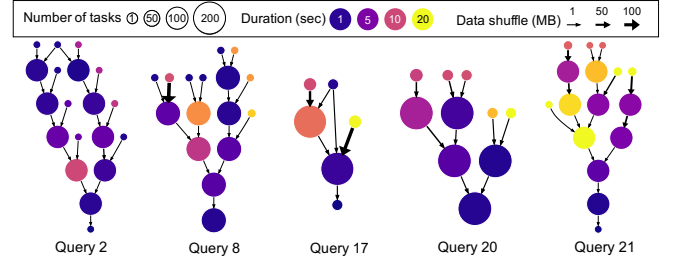 Number of tasks 1 50 100 200 Duration (sec) 1 5 10 20 Data shuffle (MB) 1 50 100
Query 2 Query 8 Query 17 Query 20 Query 21